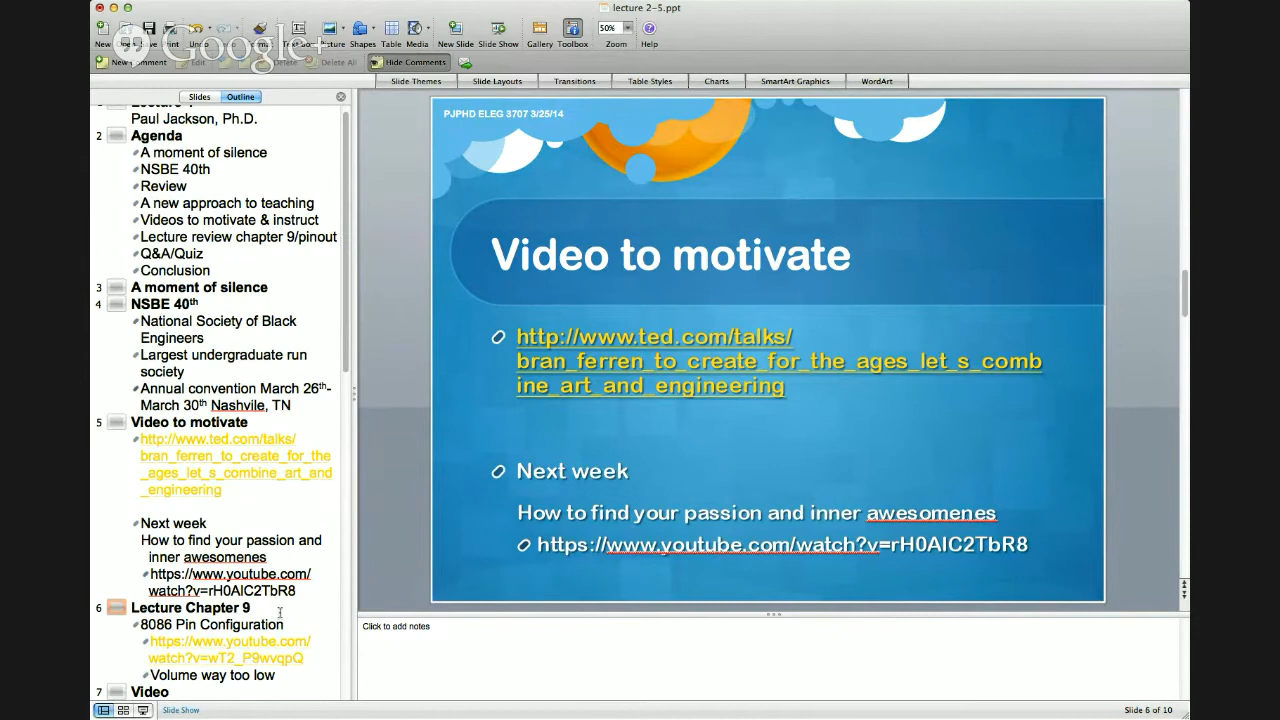 lecture 2-5.ppt
Google+
New Open Save Print Undo Format Text Box Picture Shapes Table Media New Slide Slide Show Gallery Toolbox Zoom Help
50%
New Comment Edit Delete Delete All Hide Comments
Slide Themes Slide Layouts Transitions Table Styles Charts SmartArt Graphics WordArt
Slides Outline
Paul Jackson, Ph.D.
2 Agenda
A moment of silence
NSBE 40th
Review
A new approach to teaching
Videos to motivate & instruct
Lecture review chapter 9/pinout
Q&A/Quiz
Conclusion
3 A moment of silence
4 NSBE 40th
National Society of Black
Engineers
Largest undergraduate run
society
Annual convention March 26th-
March 30th Nashvile, TN
5 Video to motivate
http://www.ted.com/talks/
bran_ferren_to_create_for_the
_ages_let_s_combine_art_and
_engineering
Next week
How to find your passion and
inner awesomenes
https://www.youtube.com/
watch?v=rH0AIC2TbR8
6 Lecture Chapter 9
8086 Pin Configuration
https://www.youtube.com/
watch?v=wT2_P9wvqpQ
Volume way too low
7 Video
PJPHD ELEG 3707 3/25/14
Video to motivate
http://www.ted.com/talks/
bran_ferren_to_create_for_the_ages_let_s_comb
ine_art_and_engineering
Next week
How to find your passion and inner awesomenes
https://www.youtube.com/watch?v=rH0AIC2TbR8
Click to add notes
Slide Show
Slide 6 of 10